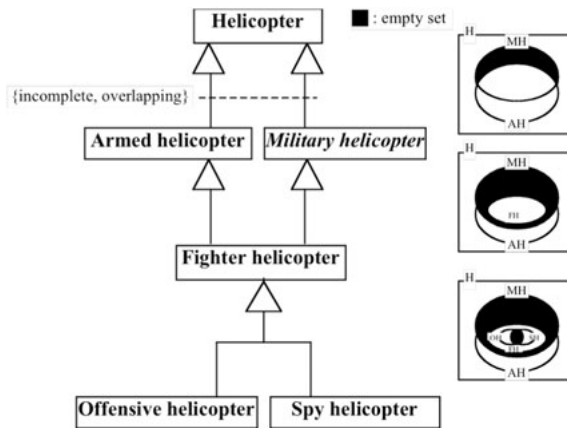 Helicopter
: empty set
H
MH
{incomplete, overlapping}
AH
Armed helicopter
Military helicopter
H
MH
FH
AH
Fighter helicopter
H
MH
OH
SH
FH
AH
Offensive helicopter
Spy helicopter